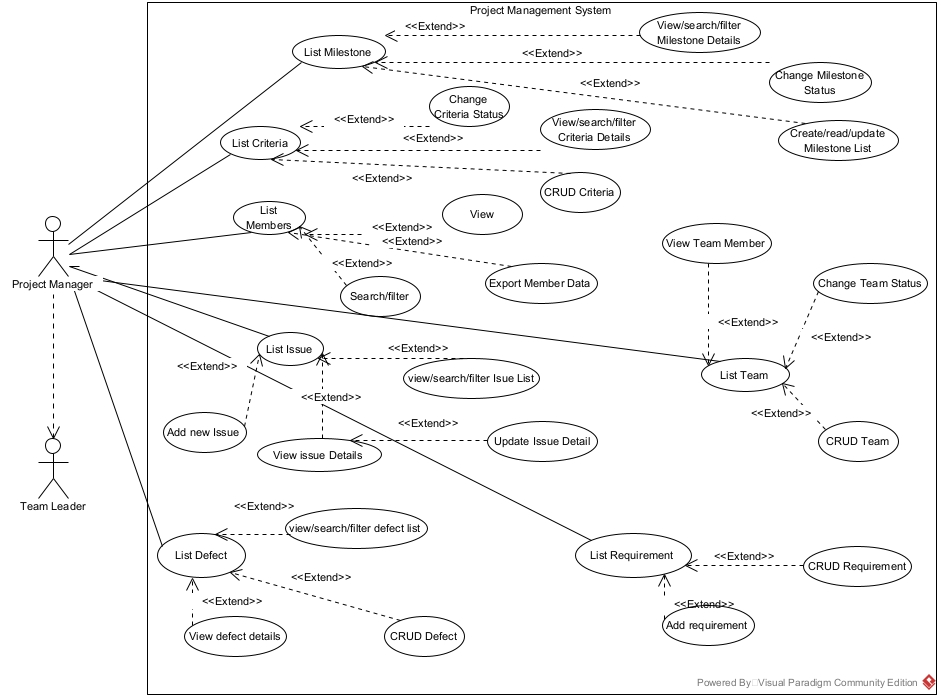 Project Management System
<<Extend>>
View/search/filter
Milestone Details
List Milestone
<<Extend>>
Change Milestone
Status
<<Extend>>
Change
Criteria Status
<<Extend>>
View/search/filter
Criteria Details
Create/read/update
Milestone List
List Criteria
<<Extend>>
<<Extend>>
CRUD Criteria
List
Members
View
<<Extend>>
<<Extend>>
View Team Member
<<Extend>>
Export Member Data
Search/filter
Project Manager
Change Team Status
<<Extend>>
<<Extend>>
List Issue
<<Extend>>
<<Extend>>
view/search/filter Isue List
List Team
<<Extend>>
<<Extend>>
Add new Issue
<<Extend>>
View issue Details
Update Issue Detail
CRUD Team
Team Leader
<<Extend>>
view/search/filter defect list
List Defect
<<Extend>>
List Requirement
<<Extend>>
CRUD Requirement
<<Extend>>
<<Extend>>
View defect details
CRUD Defect
Add requirement
Powered By Visual Paradigm Community Edition